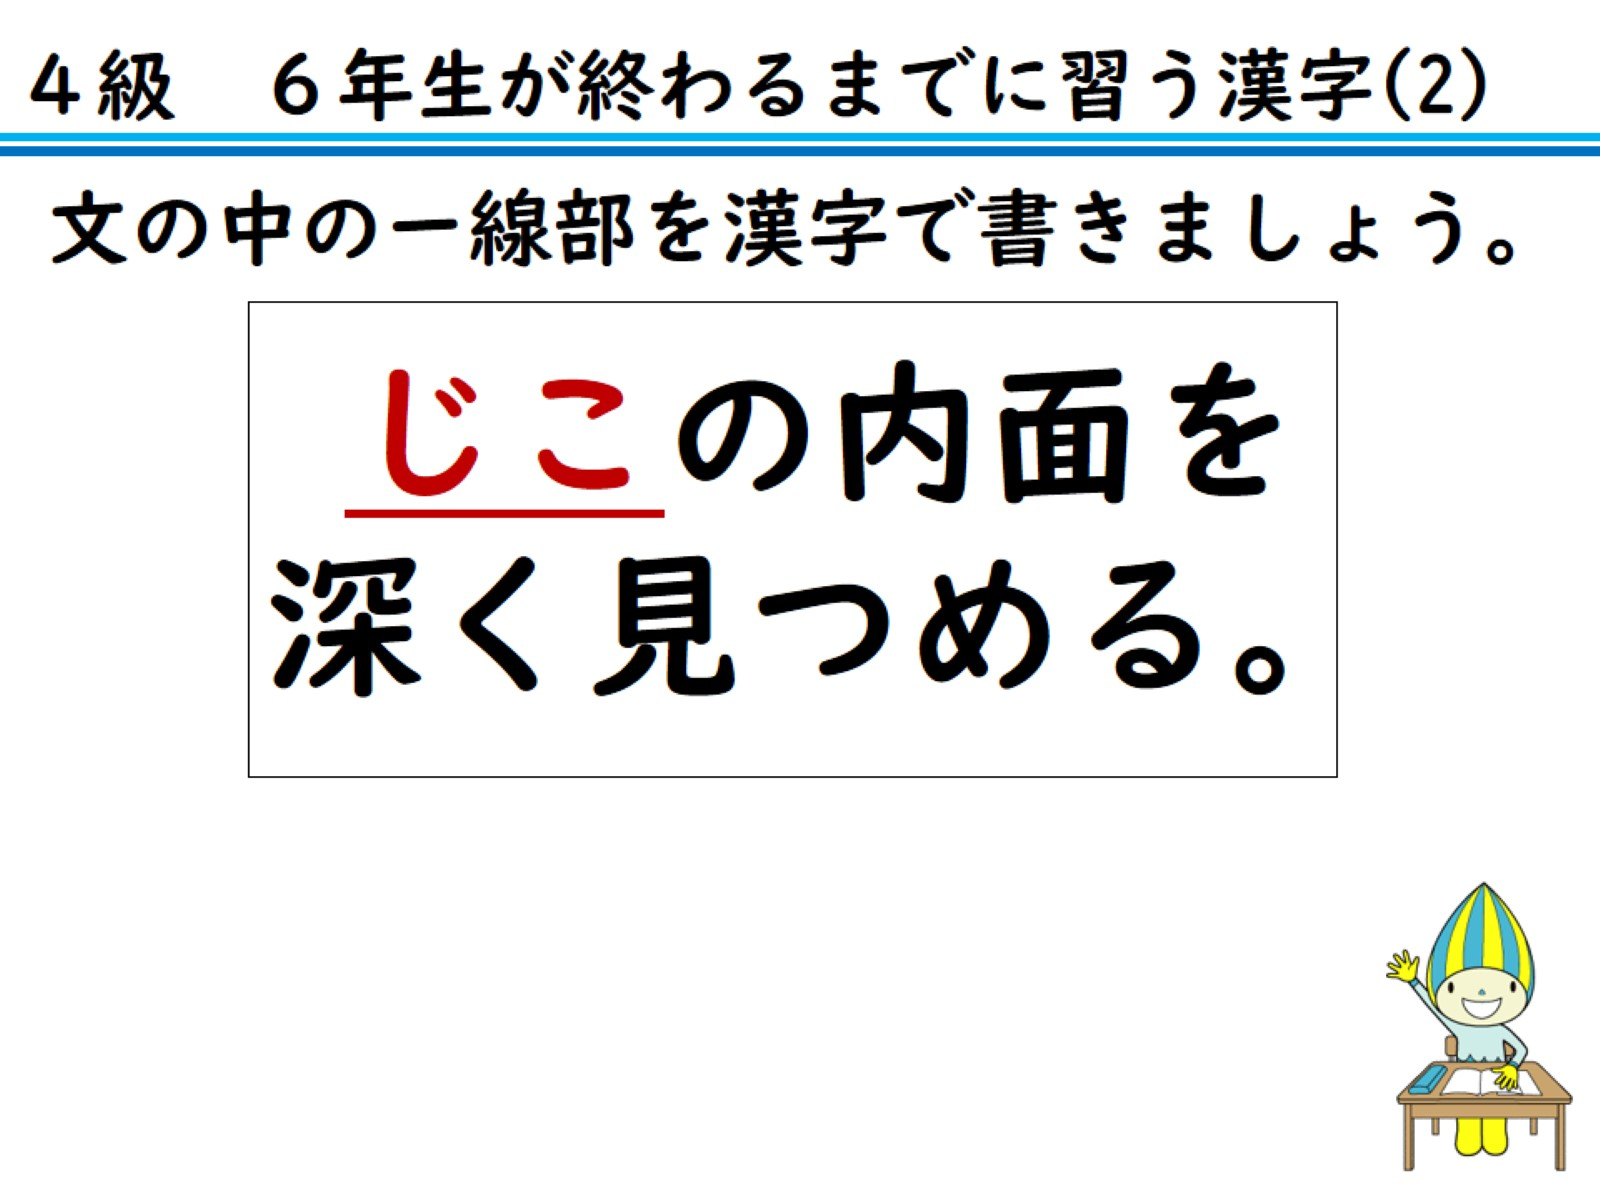 4級　6年生が終わるまでに習う漢字(2)
文の中の一線部を漢字で書きましょう。
じこの内面を
深く見つめる。